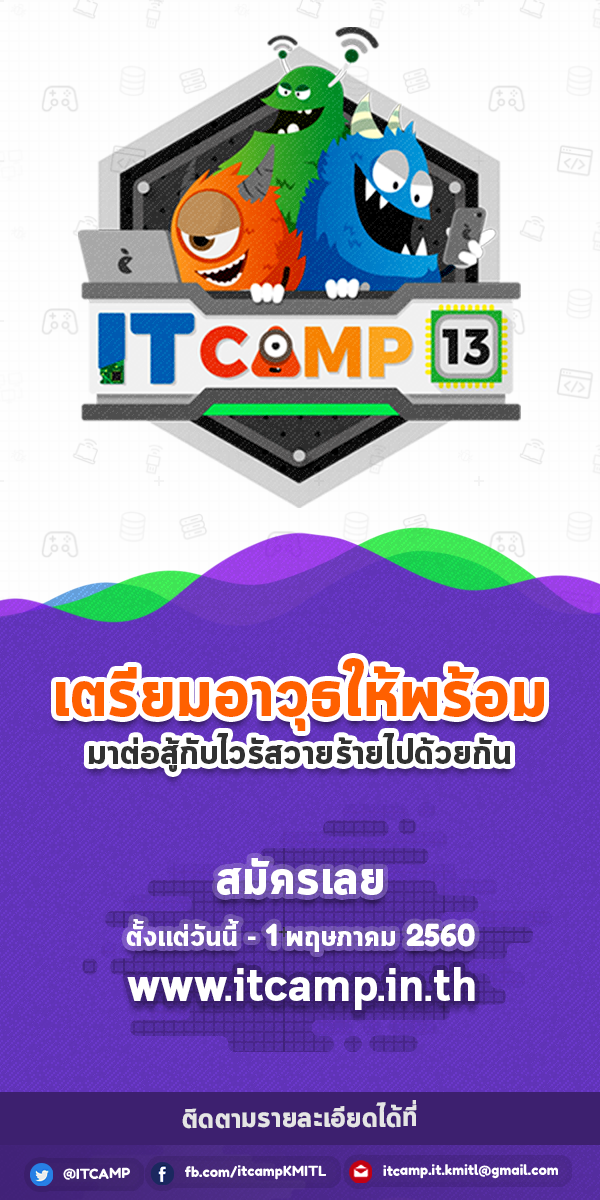 IT CAMP 13
เตรียมอาวุธให้พร้อม
มาต่อสู้กับไวรัสวายร้ายไปด้วยกัน
สมัครเลย
ตั้งแต่วันนี้ - 1 พฤษภาคม 2560
www.itcamp.in.th
ติดตามรายละเอียดได้ที่
@ITCAMP fb.com/itcampKMITL itcamp.it.kmitl@gmail.com